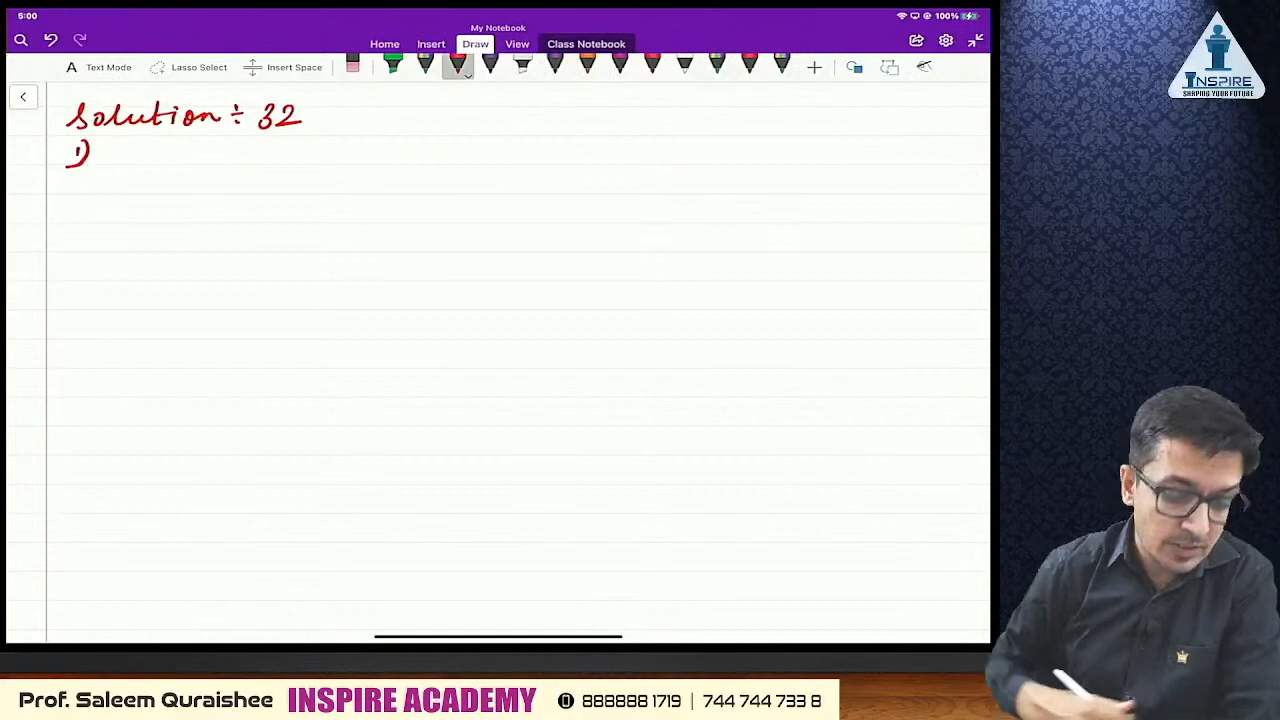 5:00
100%
My Notebook
Home Insert Draw View Class Notebook
A Text Mode Lasso Select Insert Space
Solution ÷ 32
1)
INSPIRE
SHAPING YOUR FUTURE
Prof. Saleem Quraishee INSPIRE ACADEMY 888888 1719 | 744 744 733 8